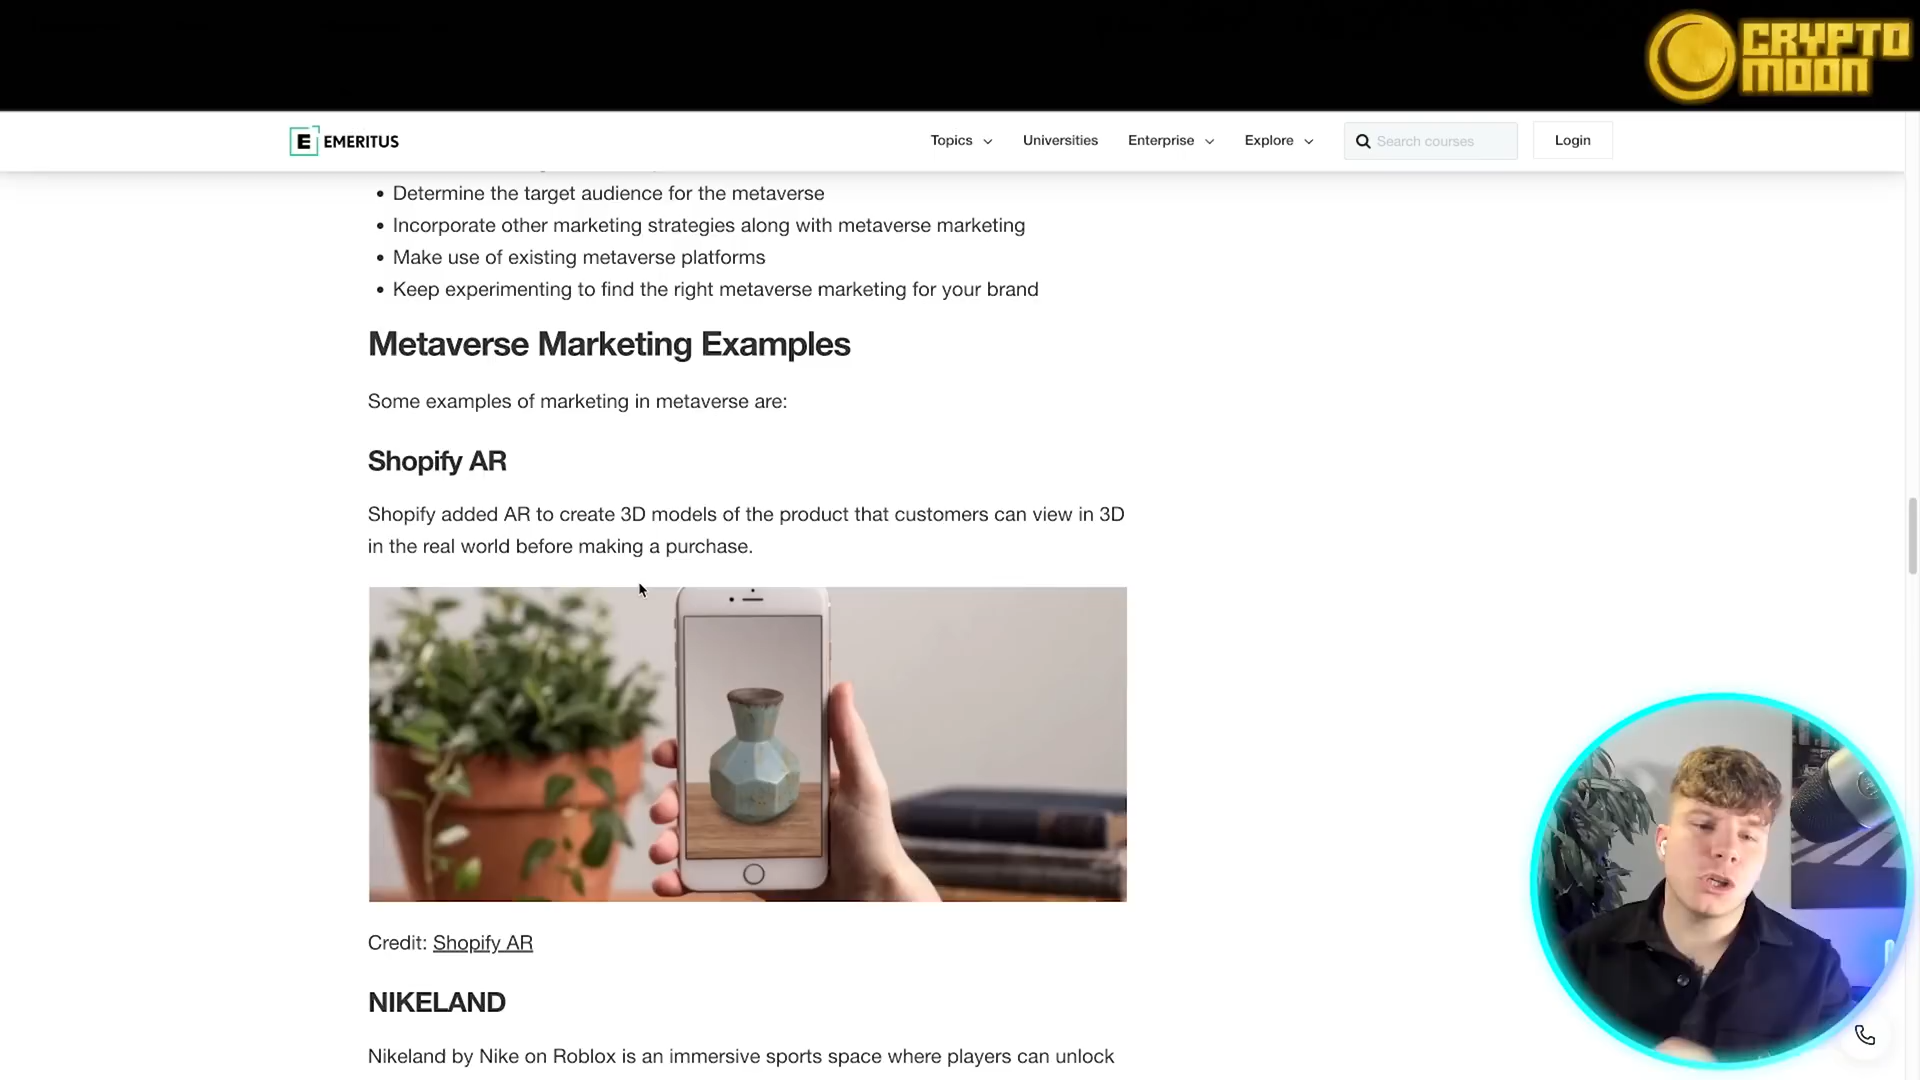 CRYPTO
MOON
E EMERITUS
Topics
Universities
Enterprise
Explore
Search courses
Login
• Determine the target audience for the metaverse
• Incorporate other marketing strategies along with metaverse marketing
• Make use of existing metaverse platforms
• Keep experimenting to find the right metaverse marketing for your brand
Metaverse Marketing Examples
Some examples of marketing in metaverse are:
Shopify AR
Shopify added AR to create 3D models of the product that customers can view in 3D
in the real world before making a purchase.
Credit: Shopify AR
NIKELAND
Nikeland by Nike on Roblox is an immersive sports space where players can unlock